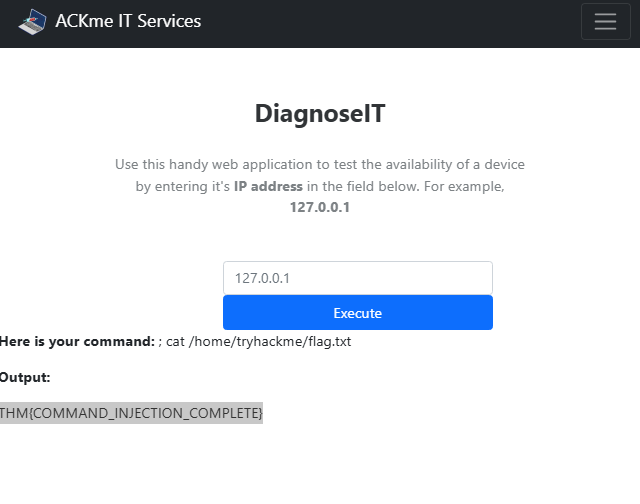 ACKme IT Services
DiagnoseIT
Use this handy web application to test the availability of a device
by entering it's IP address in the field below. For example,
127.0.0.1
127.0.0.1
Execute
Here is your command: ; cat /home/tryhackme/flag.txt
Output:
THM{COMMAND_INJECTION_COMPLETE}